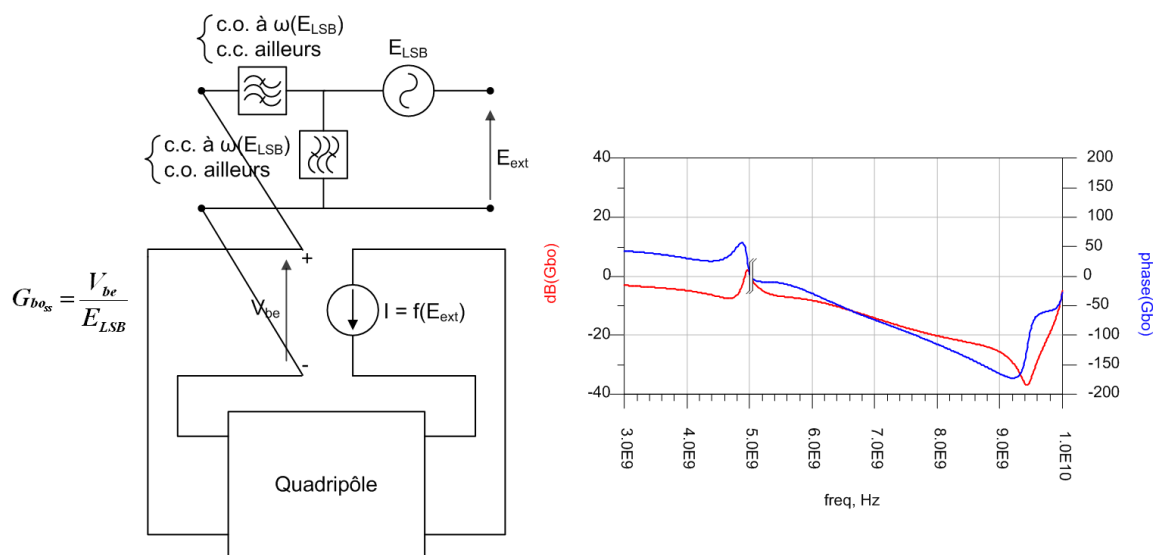 c.o. à ω(E_LSB)
c.c. ailleurs
E_LSB
c.c. à ω(E_LSB)
c.o. ailleurs
E_ext
+
V_be
I = f(E_ext)
-
G_bo_ss = V_be / E_LSB
Quadripôle
40
20
0
-20
-40
dB(Gbo)
200
150
100
50
0
-50
-100
-150
-200
phase(Gbo)
3.0E9
4.0E9
5.0E9
6.0E9
7.0E9
8.0E9
9.0E9
1.0E10
freq, Hz